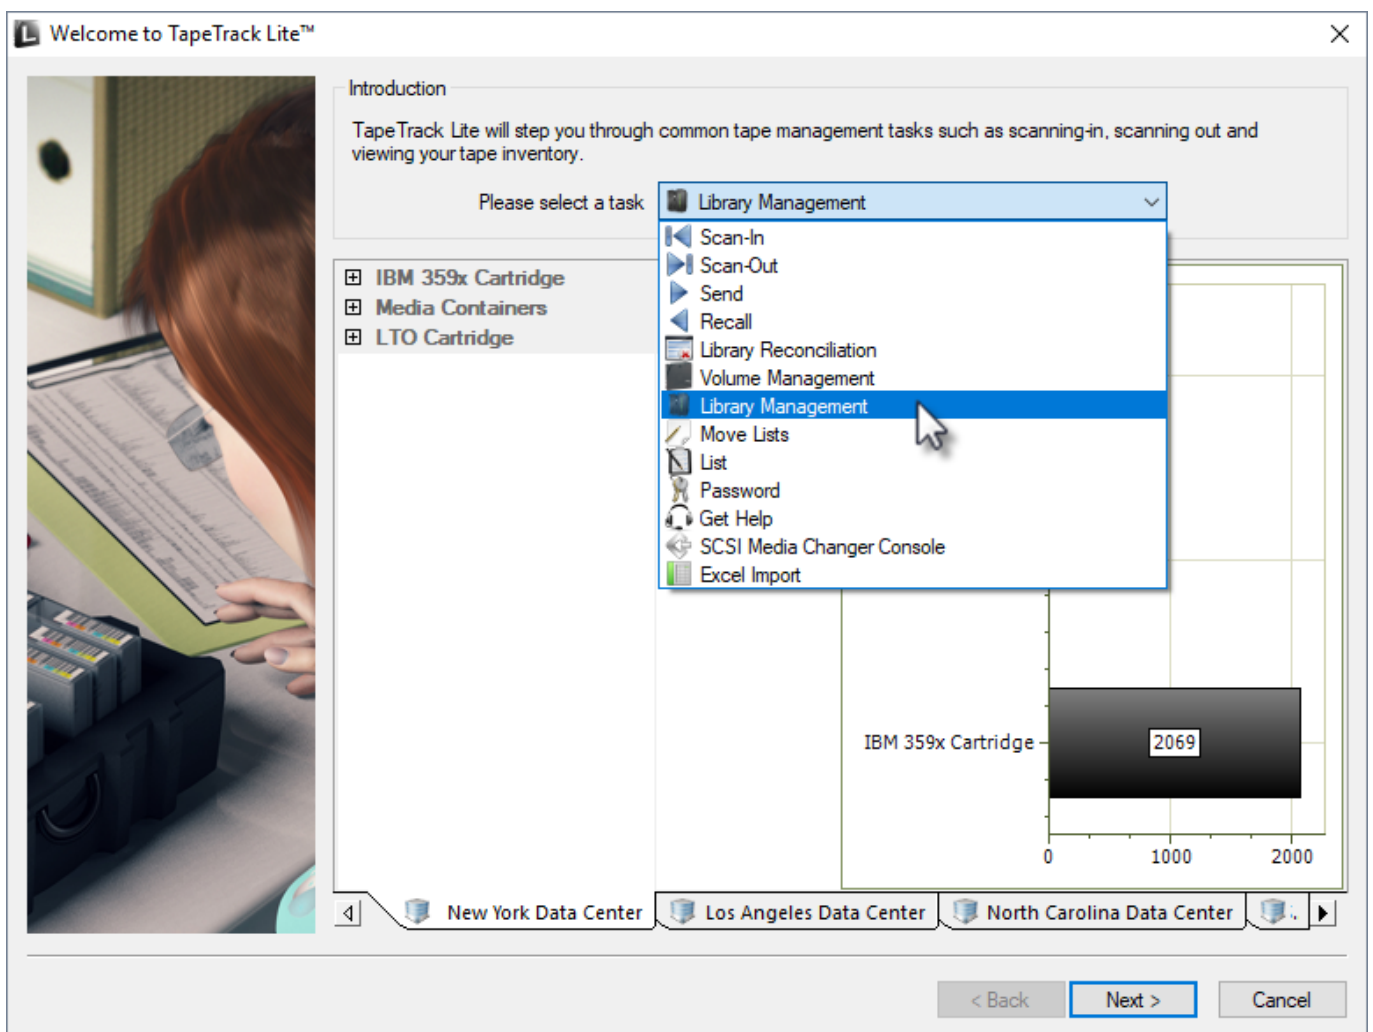 Welcome to TapeTrack Lite™
Introduction
TapeTrack Lite will step you through common tape management tasks such as scanning-in, scanning out and
viewing your tape inventory.
Please select a task
Library Management
Scan-In
Scan-Out
Send
Recall
Library Reconciliation
Volume Management
Library Management
Move Lists
List
Password
Get Help
SCSI Media Changer Console
Excel Import
IBM 359x Cartridge
Media Containers
LTO Cartridge
IBM 359x Cartridge
2069
0 1000 2000
New York Data Center Los Angeles Data Center North Carolina Data Center
< Back Next > Cancel